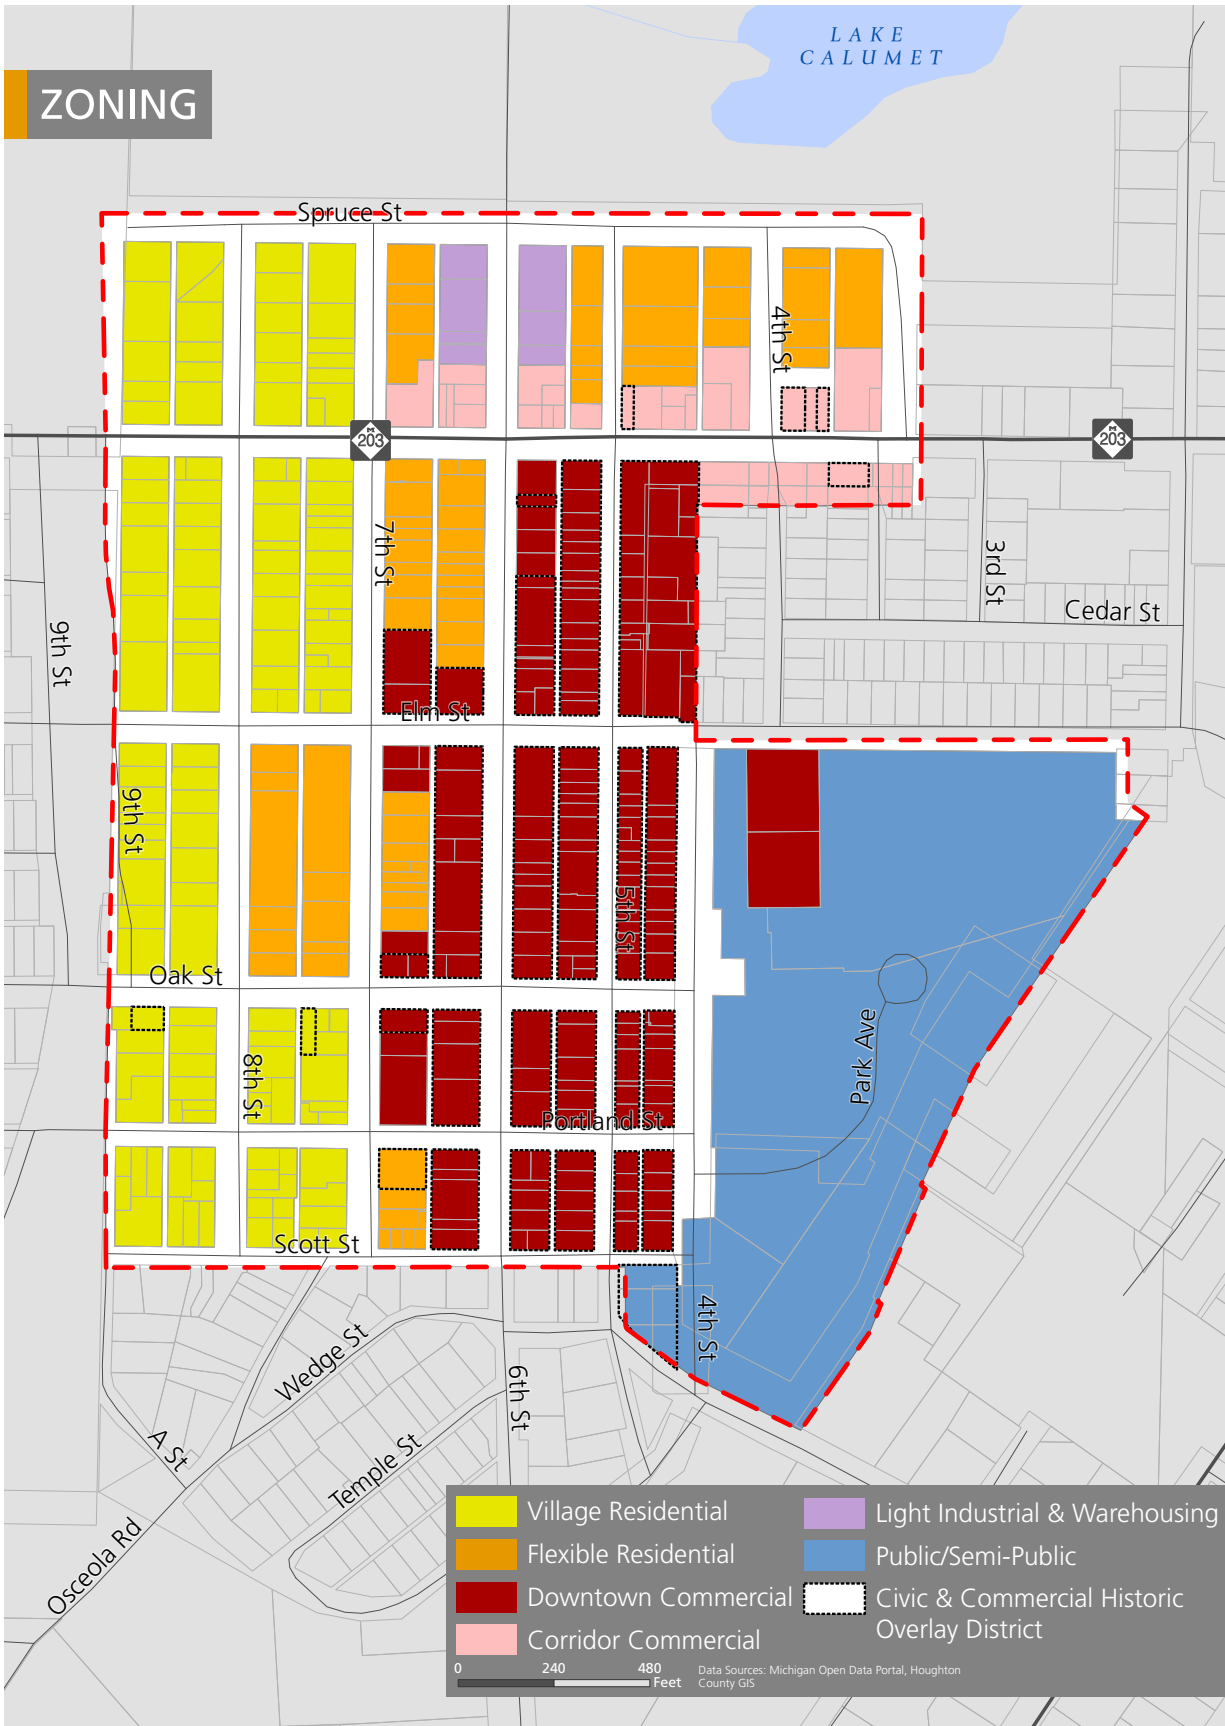 LAKE
CALUMET
ZONING
Spruce St
4th St
M
203
M
203
7th St
3rd St
Cedar St
9th St
Elm St
9th St
5th St
Oak St
Park Ave
8th St
Portland St
Scott St
4th St
Wedge St
6th St
A St
Temple St
Osceola Rd
Village Residential
Flexible Residential
Downtown Commercial
Corridor Commercial
Light Industrial & Warehousing
Public/Semi-Public
Civic & Commercial Historic
Overlay District
0 240 480
Feet
Data Sources: Michigan Open Data Portal, Houghton
County GIS